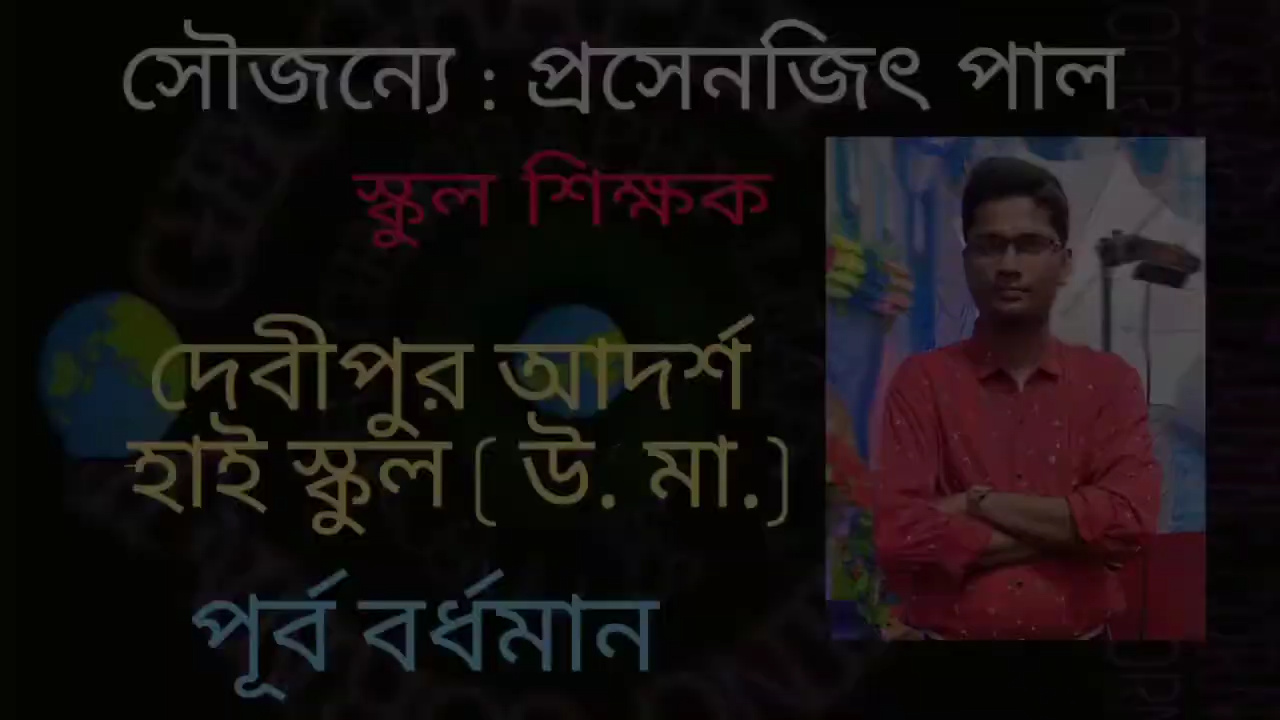 সৌজন্যে : প্রসেনজিৎ পাল
স্কুল শিক্ষক
দেবীপুর আদর্শ
হাই স্কুল ( উ. মা.)
পূর্ব বর্ধমান